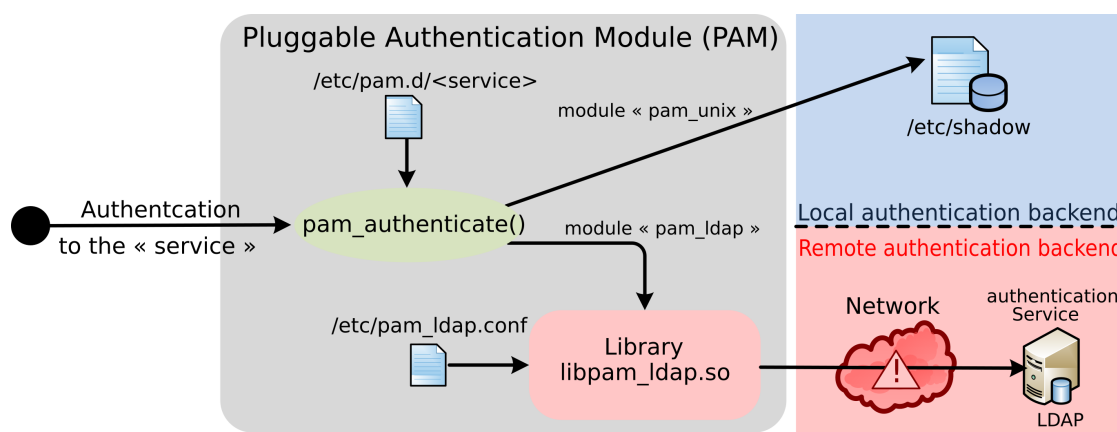 Pluggable Authentication Module (PAM)
/etc/pam.d/<service>
module « pam_unix »
/etc/shadow
Authentcation
to the « service »
pam_authenticate()
module « pam_ldap »
Local authentication backend
Remote authentication backend
/etc/pam_ldap.conf
Library
libpam_ldap.so
Network
authentication
Service
LDAP